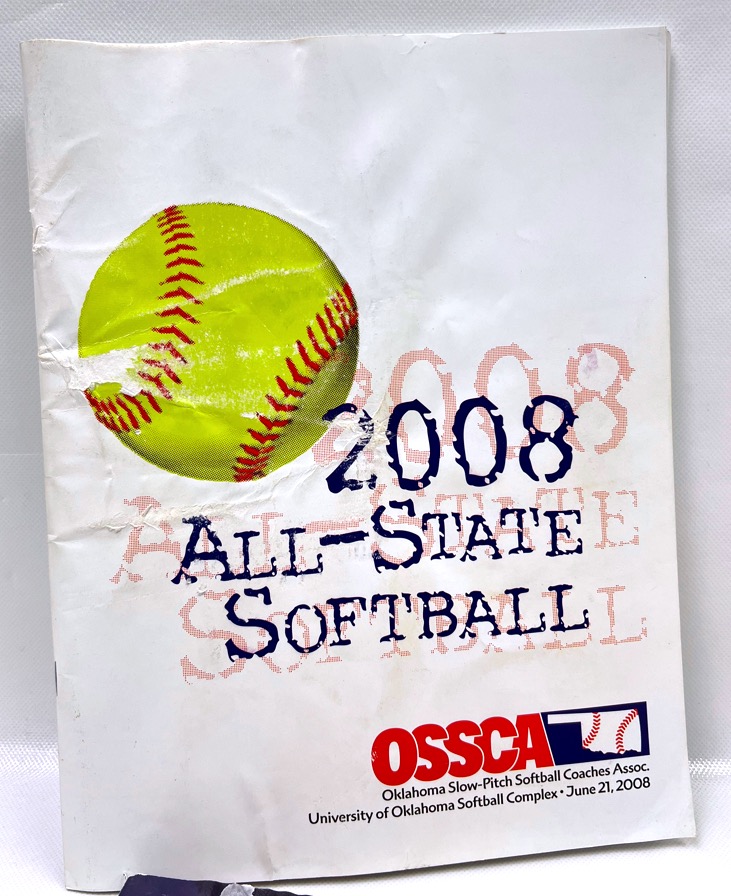 2008
All-State
Softball
OSSCA
Oklahoma Slow-Pitch Softball Coaches Assoc.
University of Oklahoma Softball Complex • June 21, 2008